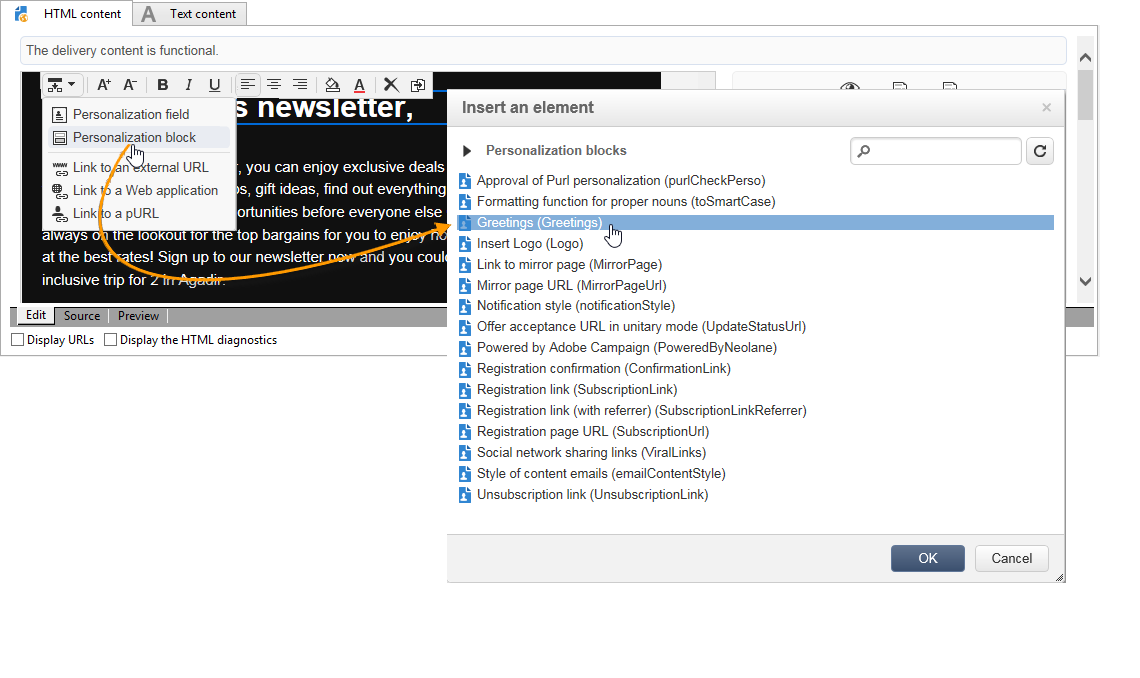 HTML content
A Text content
The delivery content is functional.
A+ A- B I U A
s newsletter,
Personalization field
Personalization block
Link to an external URL
Link to a Web application
Link to a pURL
, you can enjoy exclusive deals
os, gift ideas, find out everything
ortunities before everyone else
always on the lookout for the top bargains for you to enjoy
at the best rates! Sign up to our newsletter now and you
inclusive trip for 2 in Agadir.
Edit Source Preview
Display URLs Display the HTML diagnostics
Insert an element ×
Personalization blocks
Approval of Purl personalization (purlCheckPerso)
Formatting function for proper nouns (toSmartCase)
Greetings (Greetings)
Insert Logo (Logo)
Link to mirror page (MirrorPage)
Mirror page URL (MirrorPageUrl)
Notification style (notificationStyle)
Offer acceptance URL in unitary mode (UpdateStatusUrl)
Powered by Adobe Campaign (PoweredByNeolane)
Registration confirmation (ConfirmationLink)
Registration link (SubscriptionLink)
Registration link (with referrer) (SubscriptionLinkReferrer)
Registration page URL (SubscriptionUrl)
Social network sharing links (ViralLinks)
Style of content emails (emailContentStyle)
Unsubscription link (UnsubscriptionLink)
OK Cancel